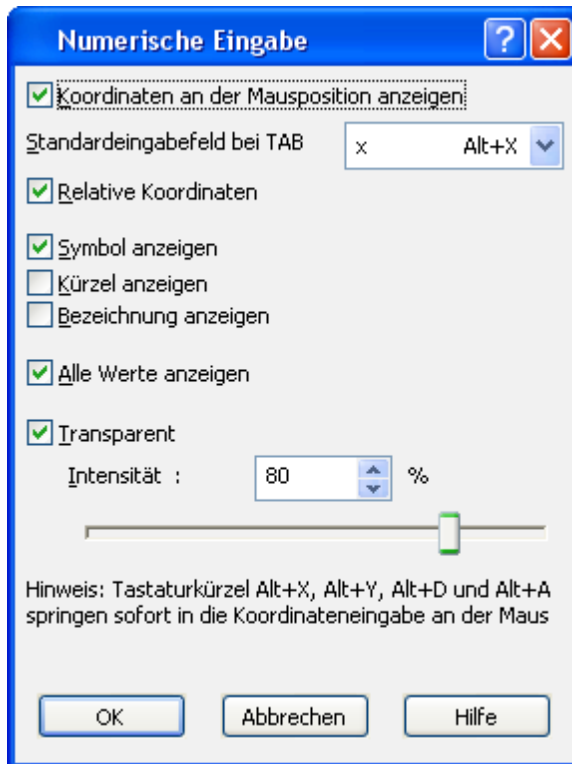 Numerische Eingabe
Koordinaten an der Mausposition anzeigen
Standardeingabefeld bei TAB x Alt+X
Relative Koordinaten
Symbol anzeigen
Kürzel anzeigen
Bezeichnung anzeigen
Alle Werte anzeigen
Transparent
Intensität : 80 %
Hinweis: Tastaturkürzel Alt+X, Alt+Y, Alt+D und Alt+A
springen sofort in die Koordinateneingabe an der Maus
OK Abbrechen Hilfe